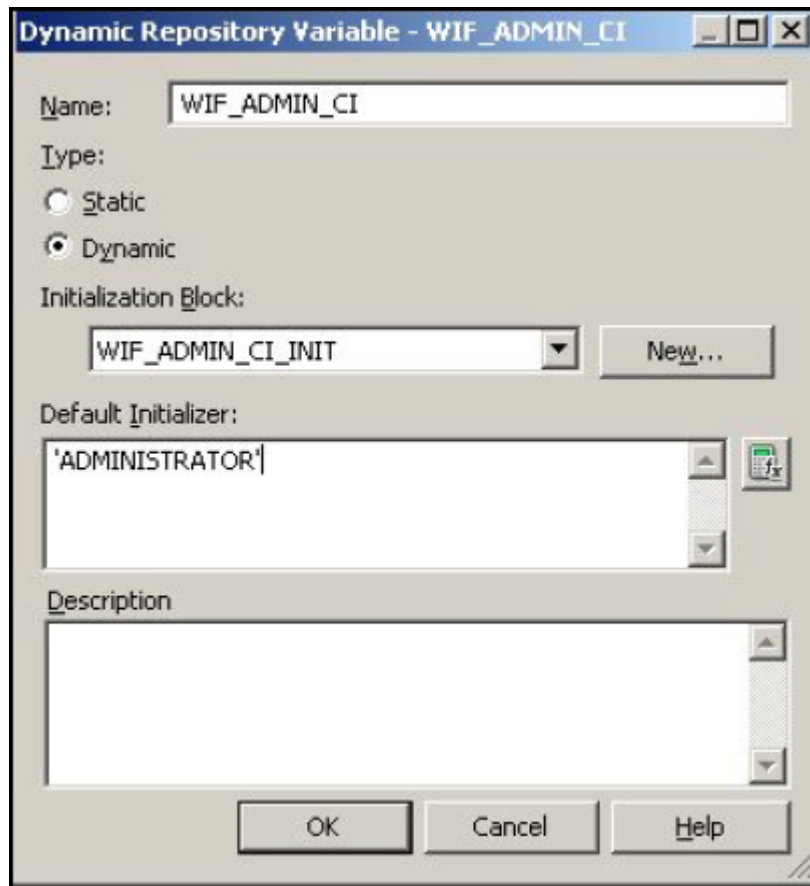 Dynamic Repository Variable - WIF_ADMIN_CI
Name: WIF_ADMIN_CI
Type:
Static
Dynamic
Initialization Block:
WIF_ADMIN_CI_INIT New...
Default Initializer:
'ADMINISTRATOR'
fx
Description
OK Cancel Help